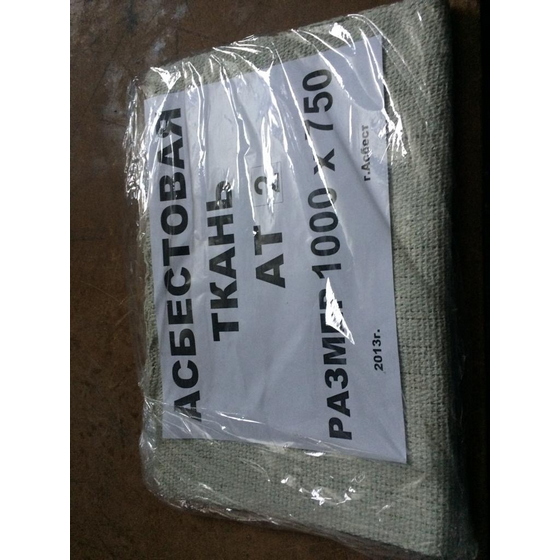 АСБЕСТОВАЯ
ТКАНЬ
АТ 2
РАЗМЕР 1000 Х 750
2013г. г.Асбест